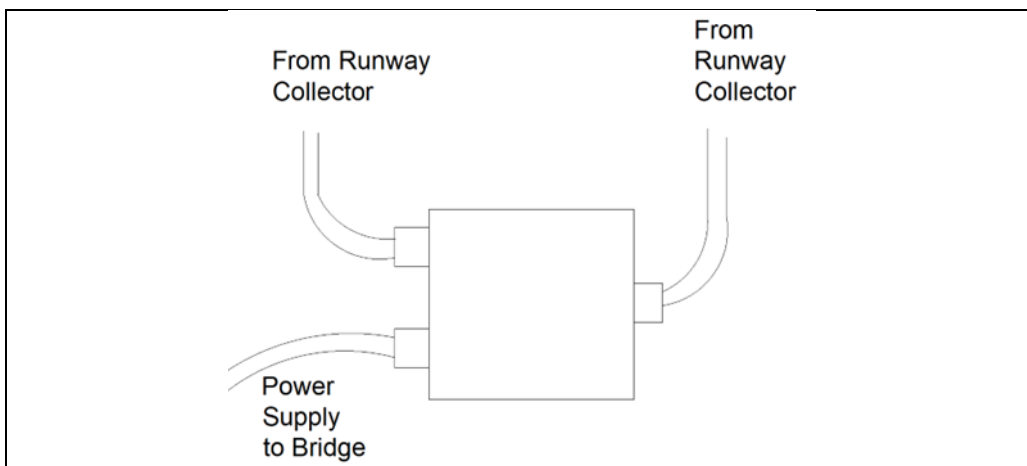 From Runway
Collector
From
Runway
Collector
Power
Supply
to Bridge